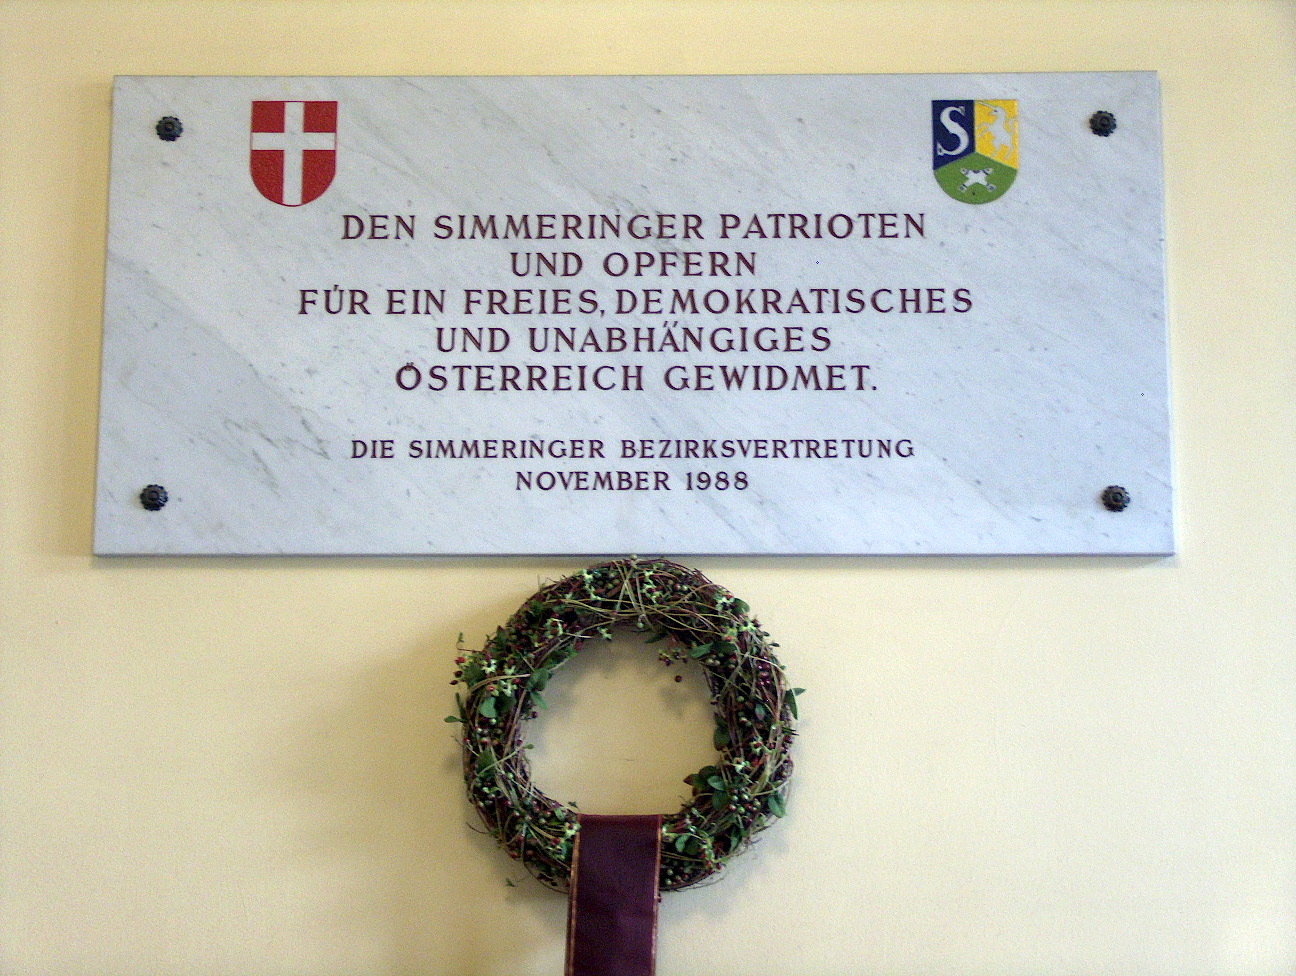 S
DEN SIMMERINGER PATRIOTEN
UND OPFERN
FÜR EIN FREIES, DEMOKRATISCHES
UND UNABHÄNGIGES
ÖSTERREICH GEWIDMET.
DIE SIMMERINGER BEZIRKSVERTRETUNG
NOVEMBER 1988